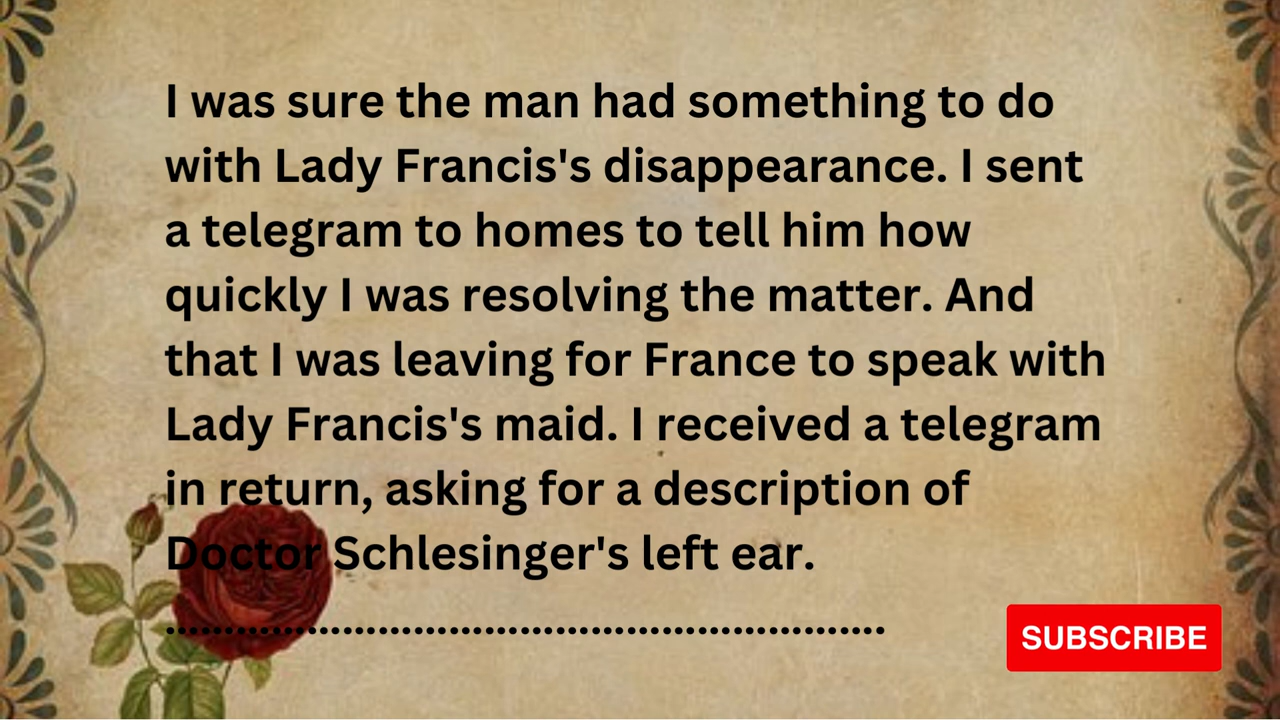 I was sure the man had something to do
with Lady Francis's disappearance. I sent
a telegram to homes to tell him how
quickly I was resolving the matter. And
that I was leaving for France to speak with
Lady Francis's maid. I received a telegram
in return, asking for a description of
Doctor Schlesinger's left ear.
.............................................................
SUBSCRIBE